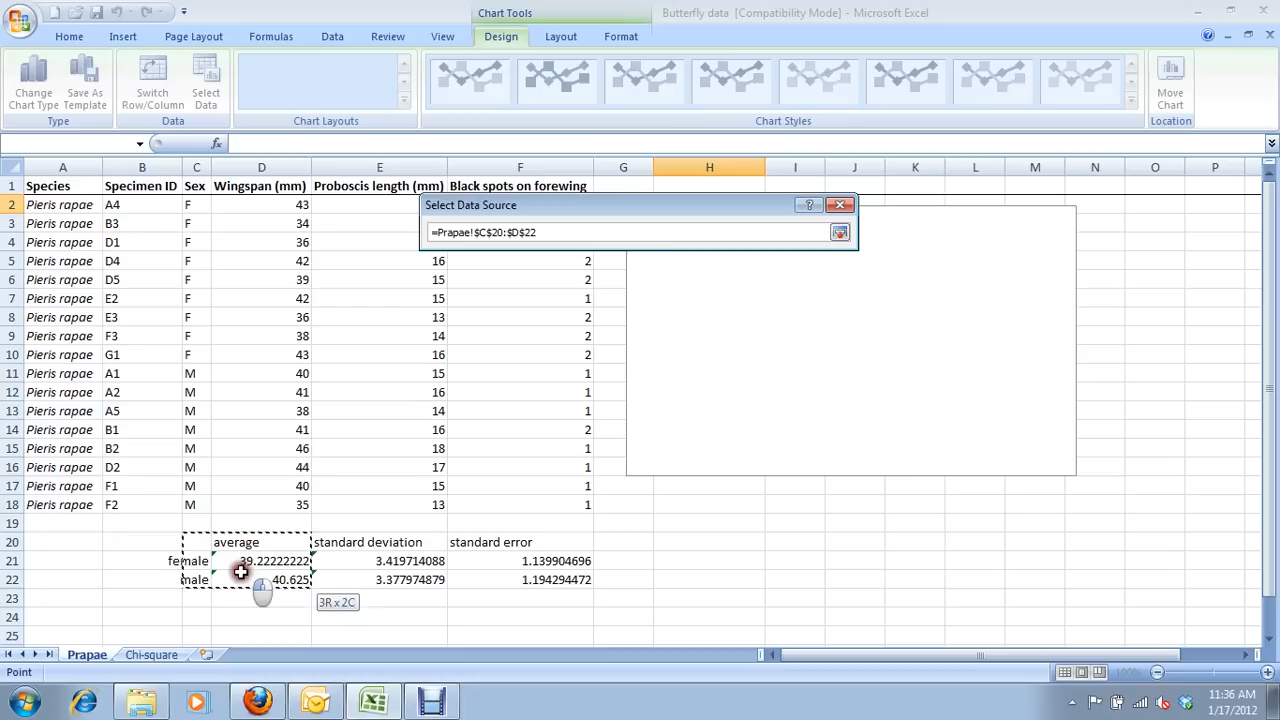 Chart Tools
Butterfly data [Compatibility Mode] - Microsoft Excel
Home Insert Page Layout Formulas Data Review View Design Layout Format
Change Chart Type
Save As Template
Switch Row/Column
Select Data
Move Chart
Type Data Chart Layouts Chart Styles Location
fx
A B C D E F G H I J K L M N O P
1 Species Specimen ID Sex Wingspan (mm) Proboscis length (mm) Black spots on forewing
2 Pieris rapae A4 F 43
3 Pieris rapae B3 F 34
4 Pieris rapae D1 F 36
5 Pieris rapae D4 F 42 16 2
6 Pieris rapae D5 F 39 15 2
7 Pieris rapae E2 F 42 15 1
8 Pieris rapae E3 F 36 13 2
9 Pieris rapae F3 F 38 14 2
10 Pieris rapae G1 F 43 16 2
11 Pieris rapae A1 M 40 15 1
12 Pieris rapae A2 M 41 16 1
13 Pieris rapae A5 M 38 14 1
14 Pieris rapae B1 M 41 16 2
15 Pieris rapae B2 M 46 18 1
16 Pieris rapae D2 M 44 17 1
17 Pieris rapae F1 M 40 15 1
18 Pieris rapae F2 M 35 13 1
19
20 average standard deviation standard error
21 female 39.22222222 3.419714088 1.139904696
22 male 40.625 3.377974879 1.194294472
23
24
25
Select Data Source
=Prapae!$C$20:$D$22
3R x 2C
Prapae Chi-square
Point
100%
11:36 AM
1/17/2012